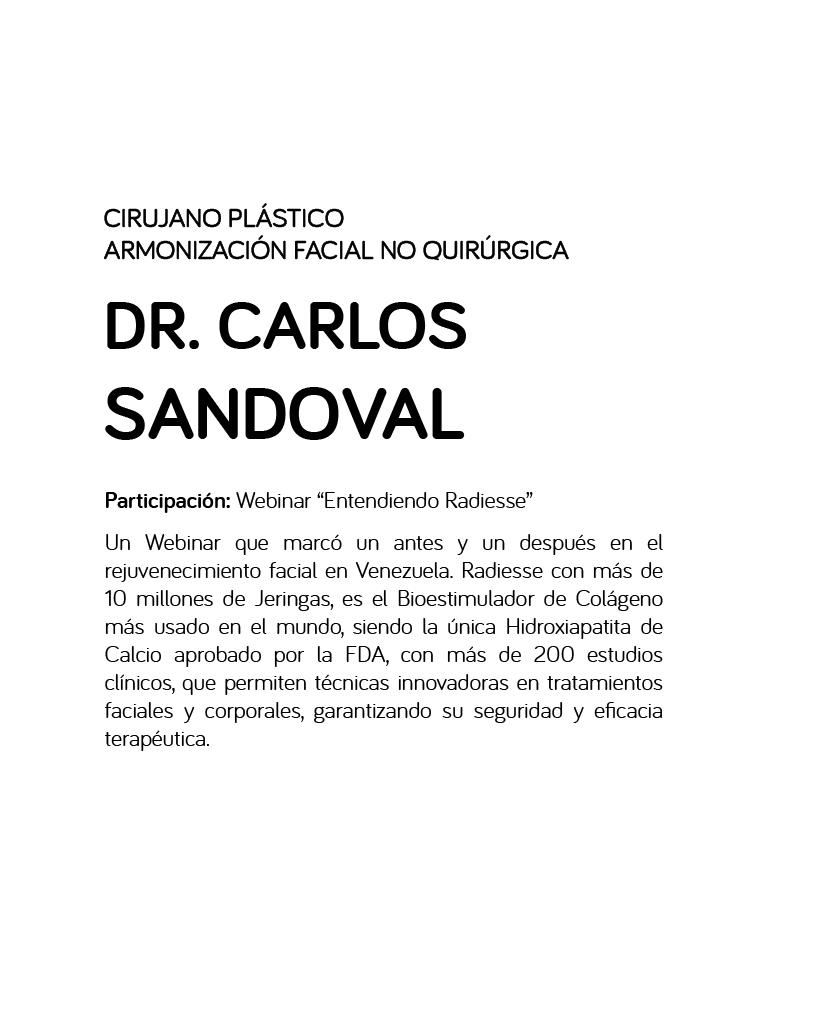 CIRUJANO PLÁSTICO
ARMONIZACIÓN FACIAL NO QUIRÚRGICA
DR. CARLOS
SANDOVAL
Participación: Webinar “Entendiendo Radiesse”
Un Webinar que marcó un antes y un después en el
rejuvenecimiento facial en Venezuela. Radiesse con más de
10 millones de Jeringas, es el Bioestimulador de Colágeno
más usado en el mundo, siendo la única Hidroxiapatita de
Calcio aprobado por la FDA, con más de 200 estudios
clínicos, que permiten técnicas innovadoras en tratamientos
faciales y corporales, garantizando su seguridad y eficacia
terapéutica.